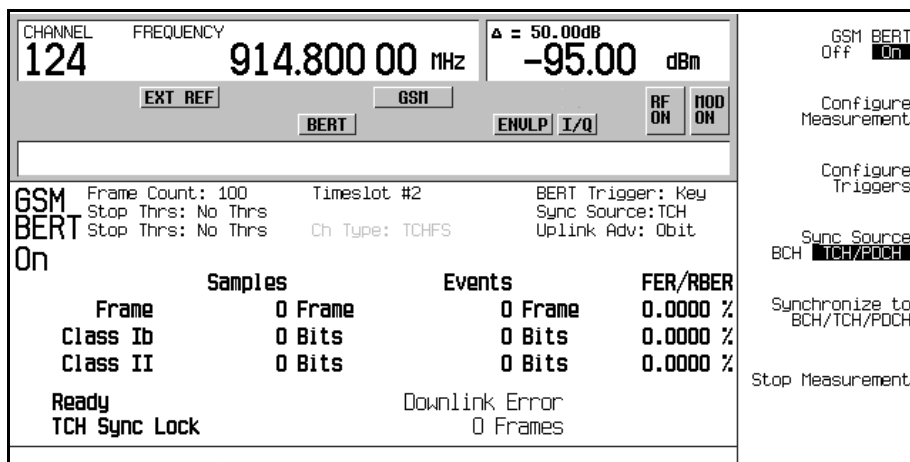 CHANNEL FREQUENCY Δ = 50.00dB
124 914.800 00 MHz -95.00 dBm
EXT REF GSM RF ON MOD ON
BERT ENVLP I/Q
GSM BERT On
Frame Count: 100 Timeslot #2 BERT Trigger: Key
Stop Thrs: No Thrs Sync Source:TCH
Stop Thrs: No Thrs Ch Type: TCHFS Uplink Adv: 0bit
Samples Events FER/RBER
Frame 0 Frame 0 Frame 0.0000 %
Class Ib 0 Bits 0 Bits 0.0000 %
Class II 0 Bits 0 Bits 0.0000 %
Ready Downlink Error
TCH Sync Lock 0 Frames
GSM BERT
Off On
Configure
Measurement
Configure
Triggers
Sync Source
BCH TCH/PDCH
Synchronize to
BCH/TCH/PDCH
Stop Measurement